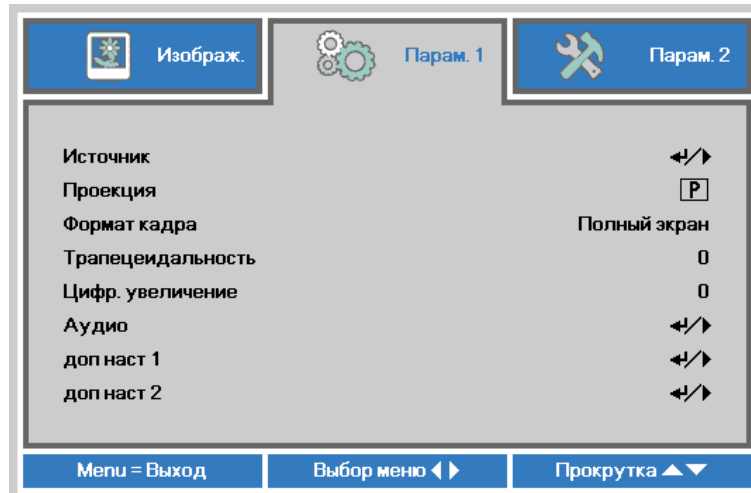 Изображ. Парам. 1 Парам. 2
Источник
Проекция P
Формат кадра Полный экран
Трапецеидальность 0
Цифр. увеличение 0
Аудио
доп наст 1
доп наст 2
Menu = Выход Выбор меню Прокрутка